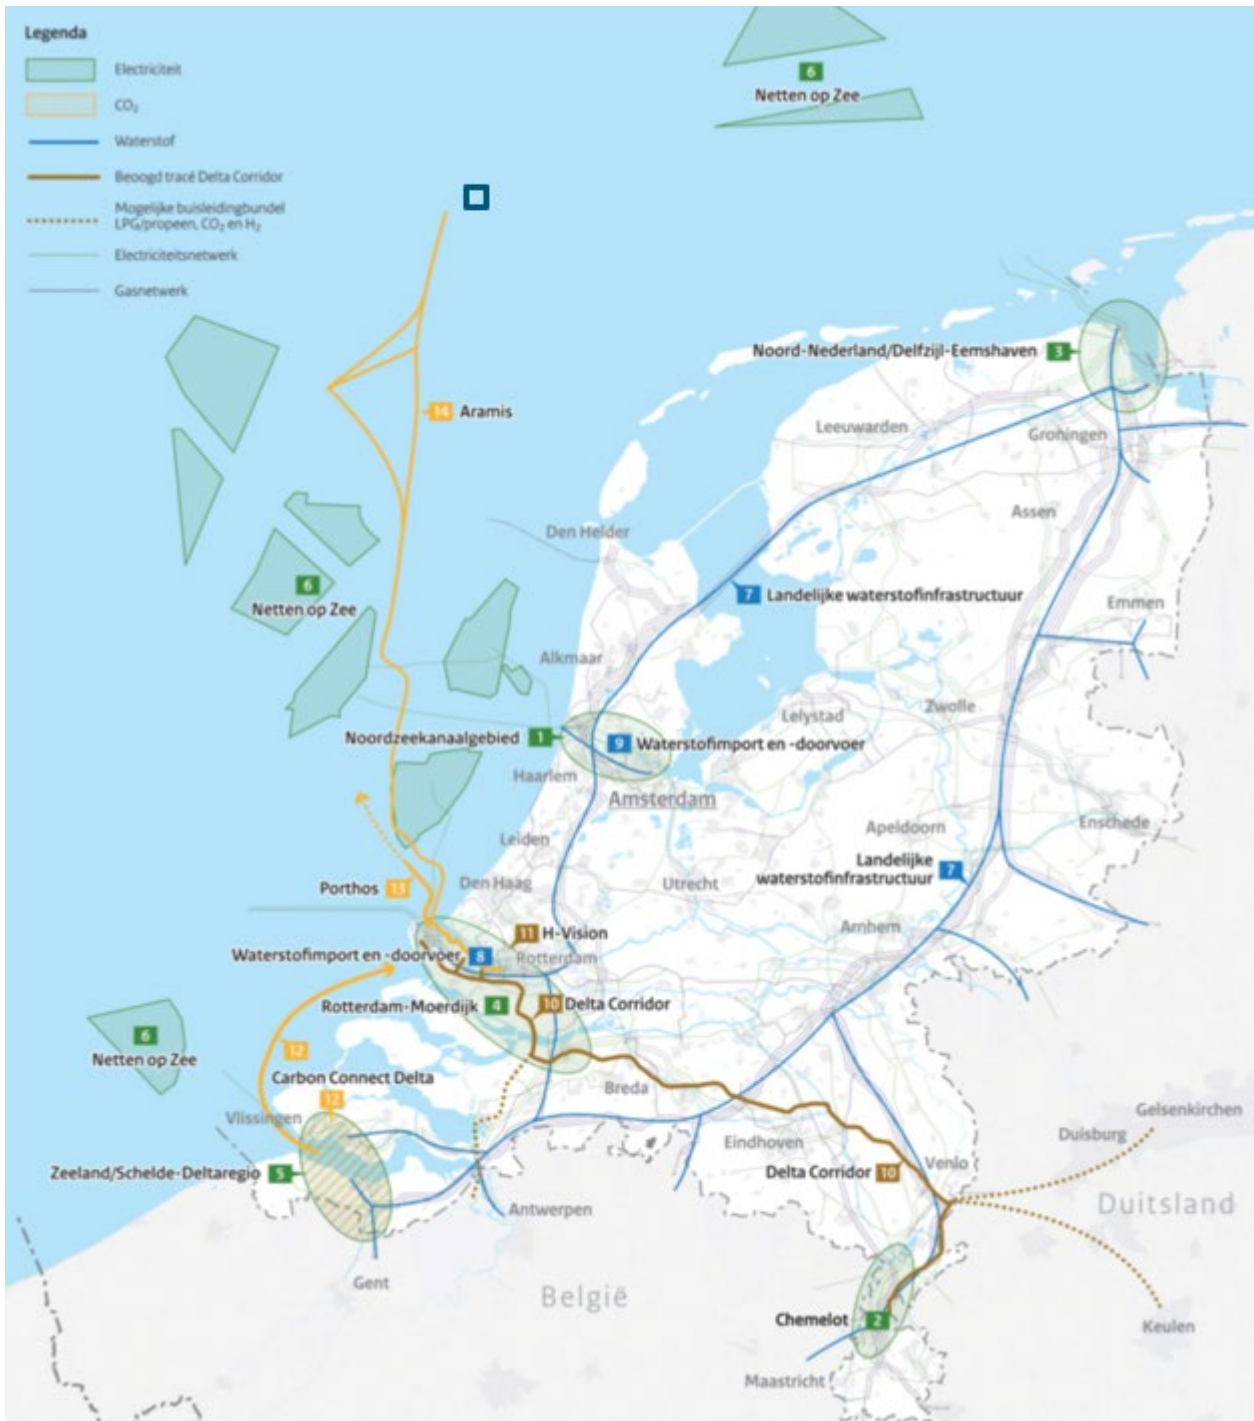 Legenda
Electriciteit
CO₂
Waterstof
Beoogd tracé Delta Corridor
Mogelijke buisleidingbundel
LPG/propeen, CO₂ en H₂
Electriciteitsnetwerk
Gasnetwerk
6
Netten op Zee
Noord-Nederland/Delfzijl-Eemshaven 3
14 Aramis
Leeuwarden
Groningen
Assen
Den Helder
6
Netten op Zee
7 Landelijke waterstofinfrastructuur
Emmen
Alkmaar
Zwolle
Lelystad
Noordzeekanaalgebied 1
9 Waterstofimport en -doorvoer
Haarlem
Amsterdam
Enschede
Apeldoorn
Leiden
Landelijke
waterstofinfrastructuur 7
Utrecht
Den Haag
Porthos 13
Arnhem
11 H-Vision
Waterstofimport en -doorvoer 8
Rotterdam
Rotterdam-Moerdijk 4
10 Delta Corridor
6
Netten op Zee
12
Carbon Connect Delta
12
Breda
Vlissingen
Gelsenkirchen
Duisburg
Eindhoven
Venlo
Delta Corridor 10
Zeeland/Schelde-Deltaregio 5
Duitsland
Antwerpen
Gent
België
Chemelot 2
Keulen
Maastricht